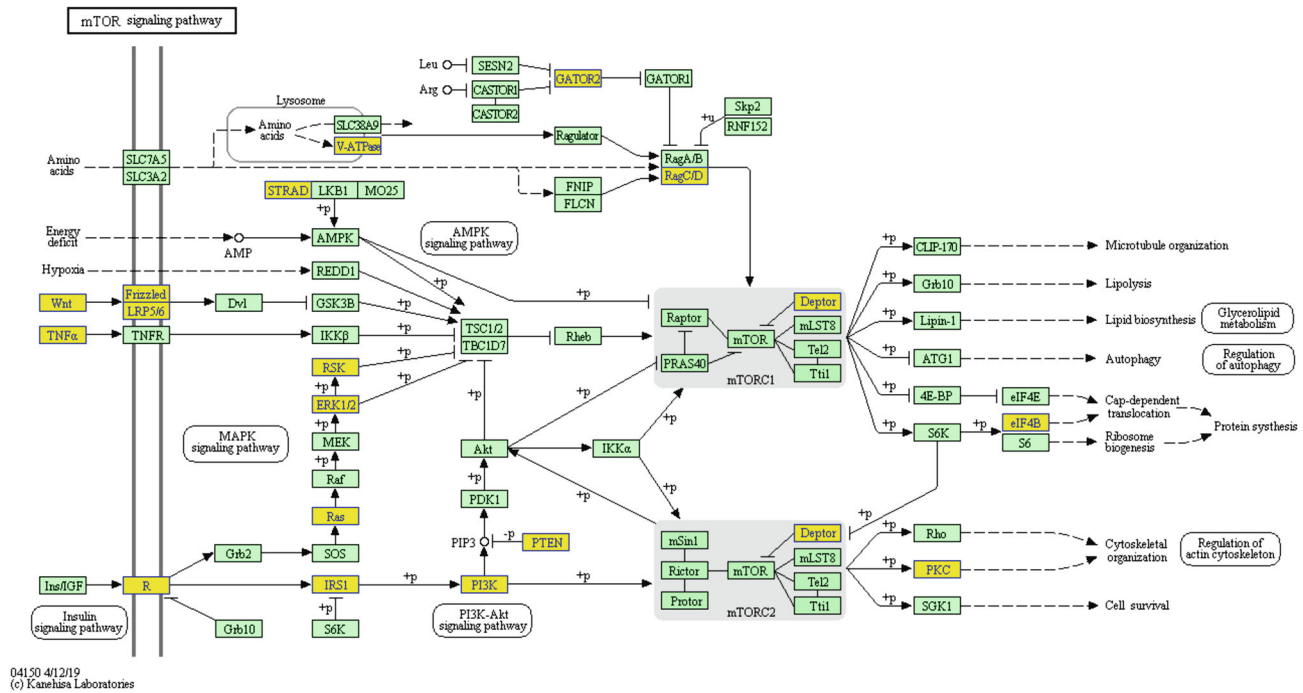 mTOR signaling pathway
Leu
SESN2
GATOR2
GATOR1
Arg
CASTOR1
CASTOR2
Skp2
RNF152
+u
Lysosome
Amino
acids
SLC38A9
V-ATPase
Ragulator
RagA/B
RagC/D
Amino
acids
SLC7A5
SLC3A2
FNIP
FLCN
STRAD
LKB1
MO25
+p
AMPK
signaling pathway
Energy
deficit
AMP
AMPK
+p
+p
Hypoxia
REDD1
Wnt
Frizzled
LRP5/6
Dvl
GSK3B
+p
TNFα
TNFR
IKKβ
+p
TSC1/2
TBC1D7
Rheb
RSK
+p
+p
ERK1/2
+p
+p
MAPK
signaling pathway
MEK
+p
Raf
Ras
Grb2
SOS
Akt
+p
PDK1
PIP3
-p
PTEN
IKKα
+p
+p
+p
+p
Deptor
Raptor
mLST8
mTOR
Tel2
PRAS40
Tti1
mTORC1
+p
CLIP-170
Microtubule organization
+p
Grb10
Lipolysis
+p
Lipin-1
Lipid biosynthesis
Glycerolipid
metabolism
+p
ATG1
Autophagy
Regulation
of autophagy
+p
4E-BP
eIF4E
Cap-dependent
translocation
+p
S6K
+p
eIF4B
S6
Ribosome
biogenesis
Protein systhesis
+p
Deptor
mSin1
mLST8
Rictor
mTOR
Tel2
Protor
Tti1
mTORC2
Rho
Cytoskeletal
organization
Regulation of
actin cytoskeleton
+p
PKC
+p
SGK1
Cell survival
Ins/IGF
R
IRS1
+p
PI3K
+p
+p
Insulin
signaling pathway
Grb10
S6K
PI3K-Akt
signaling pathway
04150 4/12/19
(c) Kanehisa Laboratories